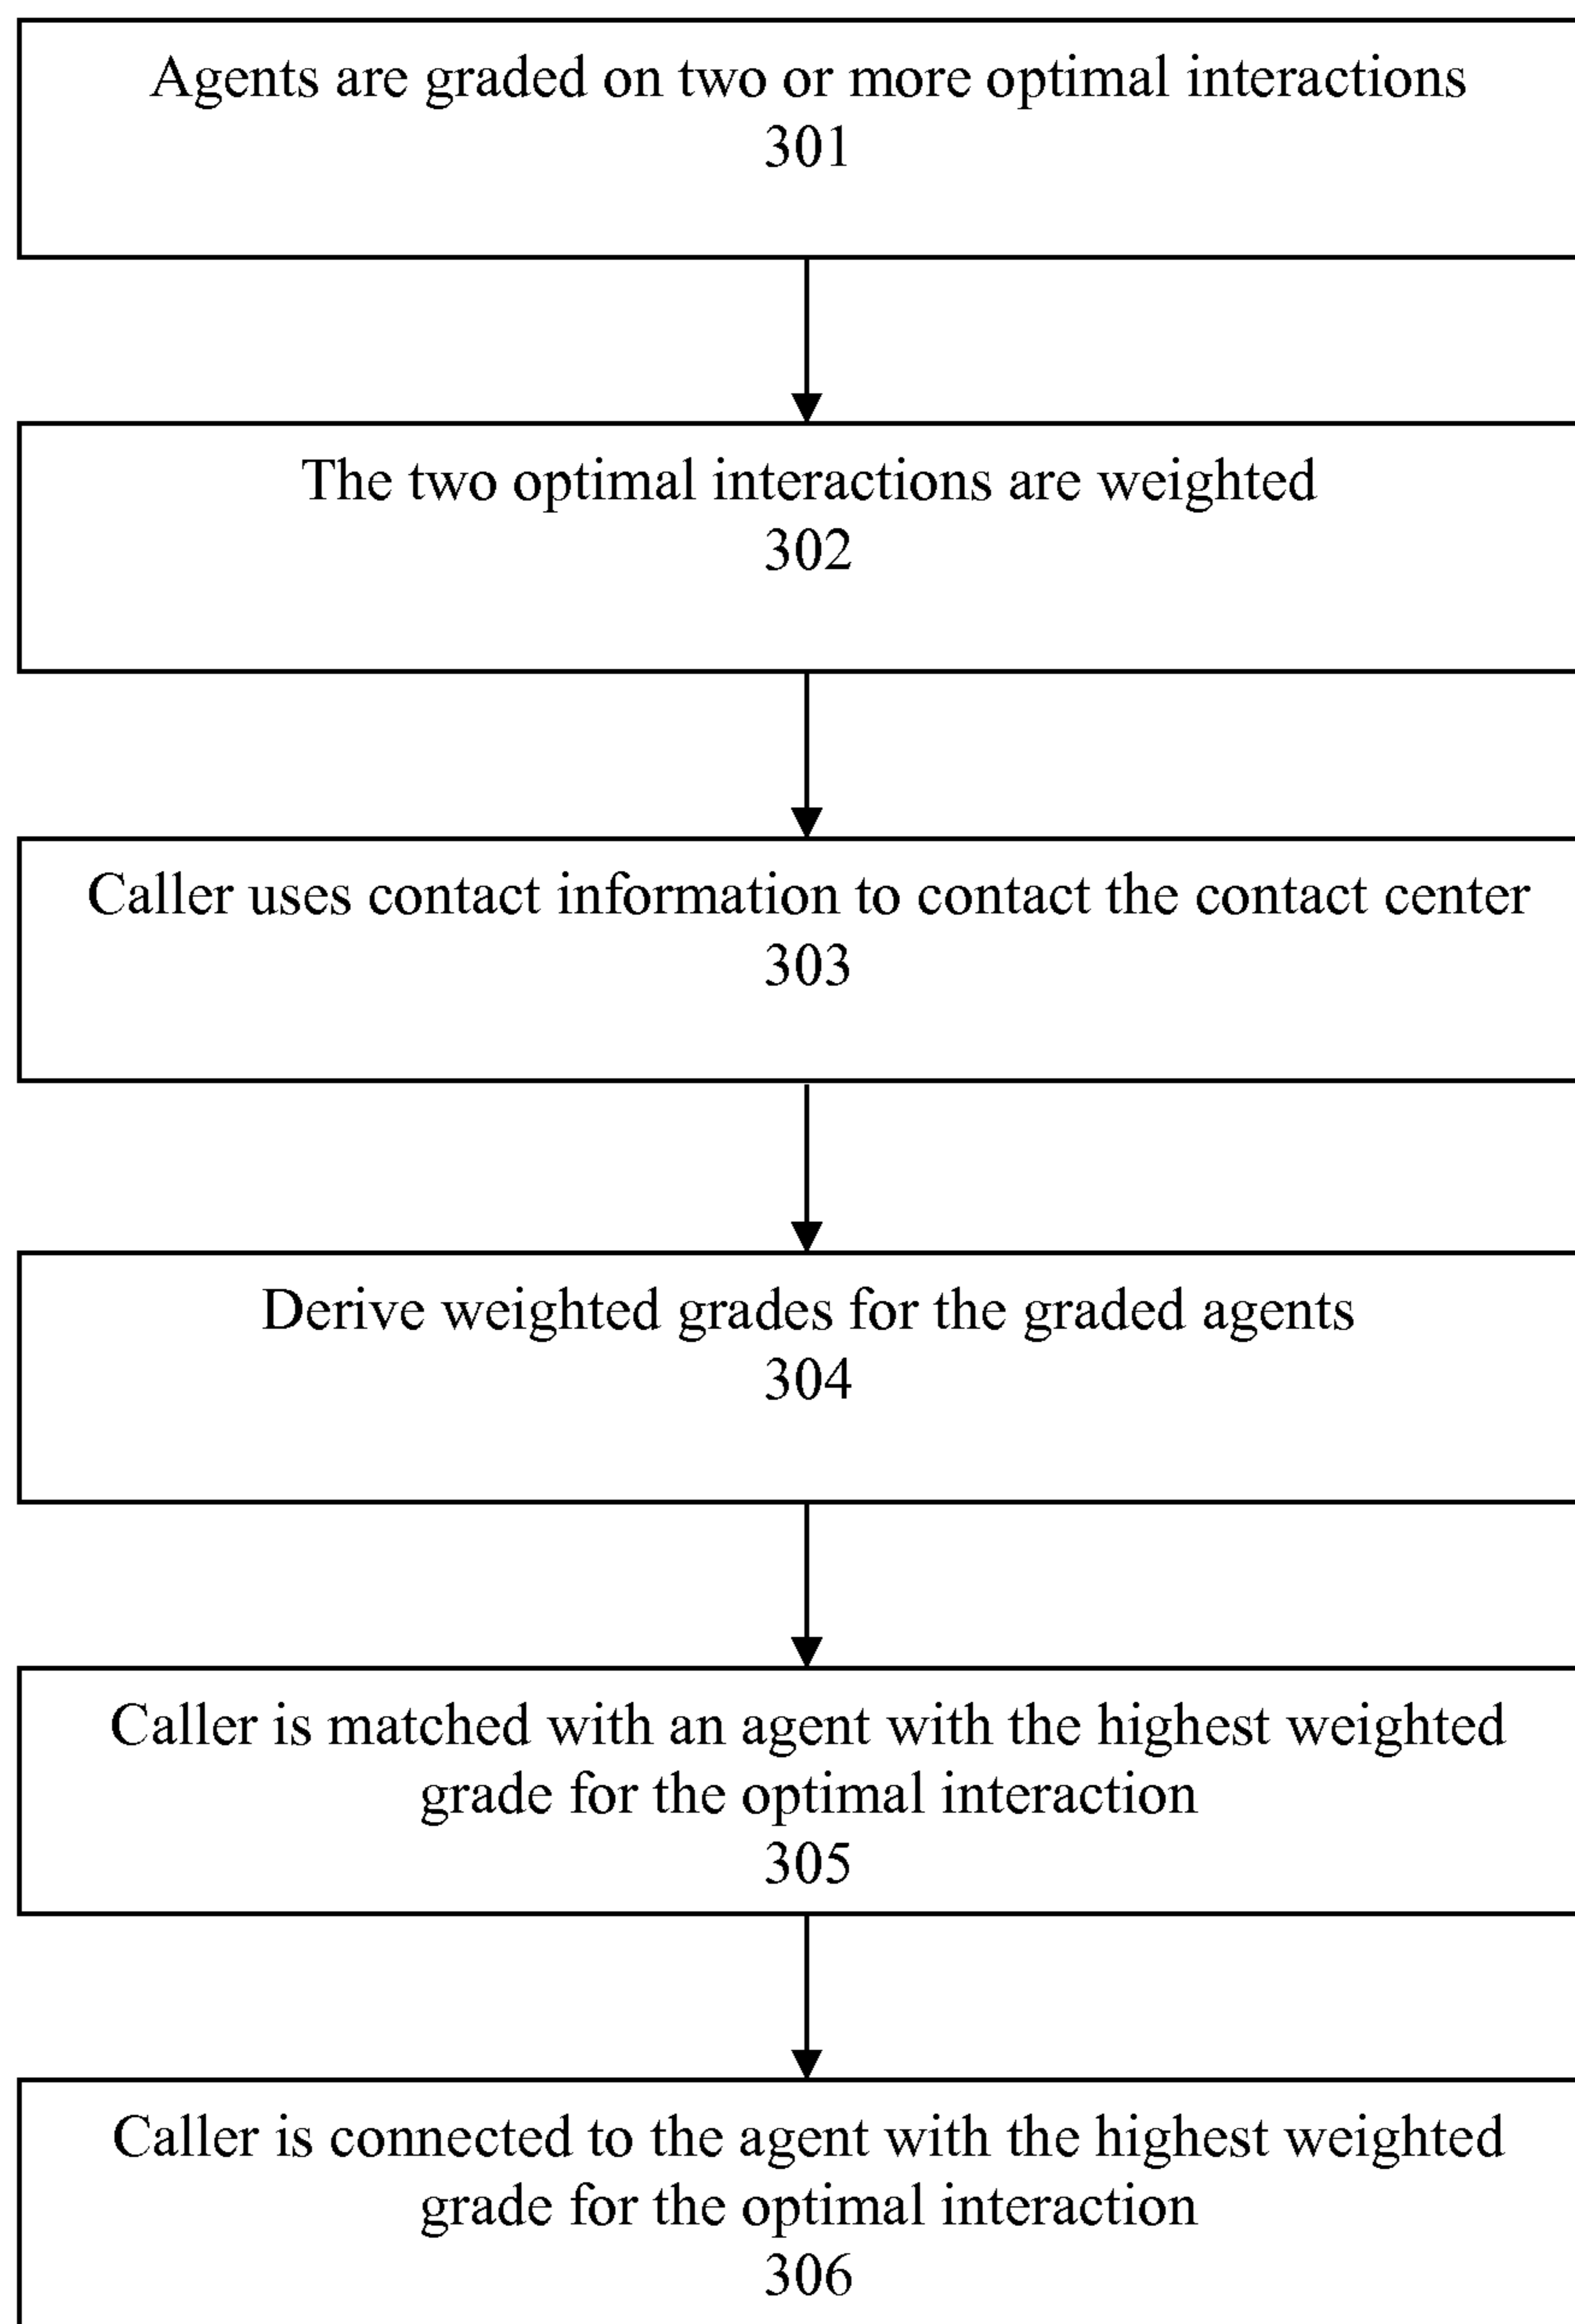 Agents are graded on two or more optimal interactions
301
The two optimal interactions are weighted
302
Caller uses contact information to contact the contact center
303
Derive weighted grades for the graded agents
304
Caller is matched with an agent with the highest weighted
grade for the optimal interaction
305
Caller is connected to the agent with the highest weighted
grade for the optimal interaction
306